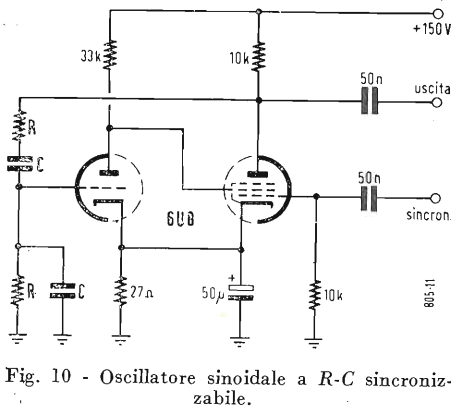 +150V
33k
10k
50n
uscita
R
C
50n
sincron.
6U8
R
C
27Ω
50µ
+
10k
805-11
Fig. 10 - Oscillatore sinoidale a R-C sincroniz-
zabile.